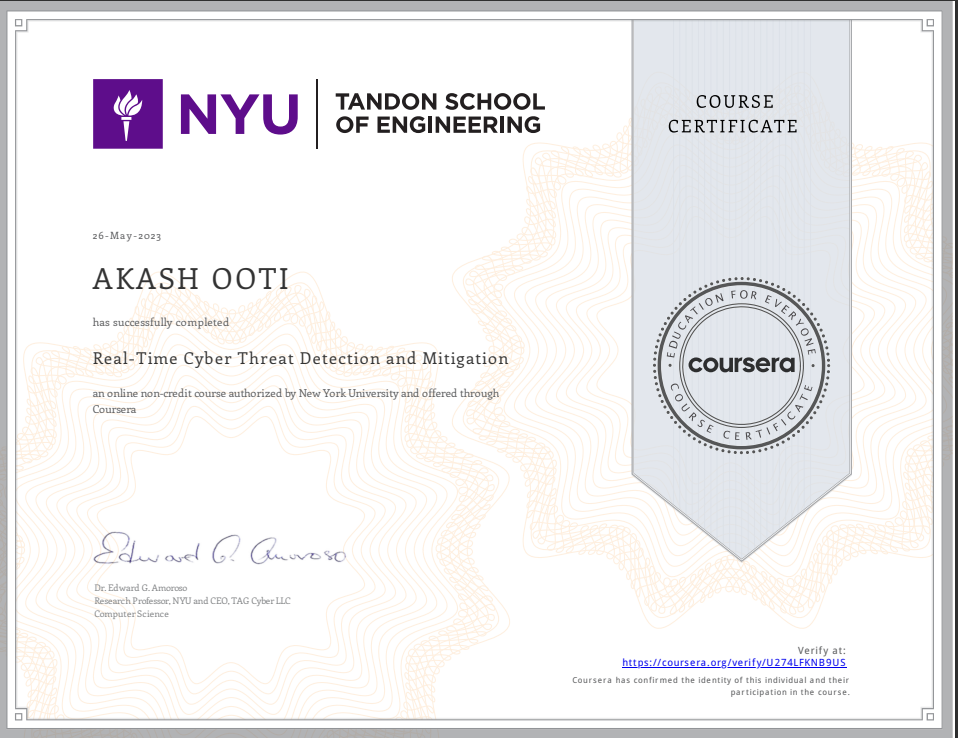 NYU
TANDON SCHOOL
OF ENGINEERING
COURSE
CERTIFICATE
26-May-2023
AKASH OOTI
has successfully completed
Real-Time Cyber Threat Detection and Mitigation
an online non-credit course authorized by New York University and offered through
Coursera
EDUCATION FOR EVERYONE
coursera
COURSE CERTIFICATE
Edward G. Amoroso
Dr. Edward G. Amoroso
Research Professor, NYU and CEO, TAG Cyber LLC
Computer Science
Verify at:
https://coursera.org/verify/U274LFKNB9US
Coursera has confirmed the identity of this individual and their
participation in the course.